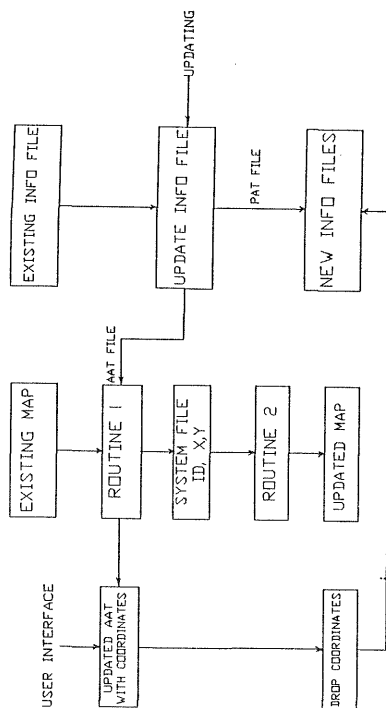 USER INTERFACE
EXISTING MAP
EXISTING INFO FILE
UPDATED AAT
WITH COORDINATES
ROUTINE 1
AAT FILE
UPDATE INFO FILE
UPDATING
SYSTEM FILE
ID, X,Y
PAT FILE
ROUTINE 2
DROP COORDINATES
UPDATED MAP
NEW INFO FILES